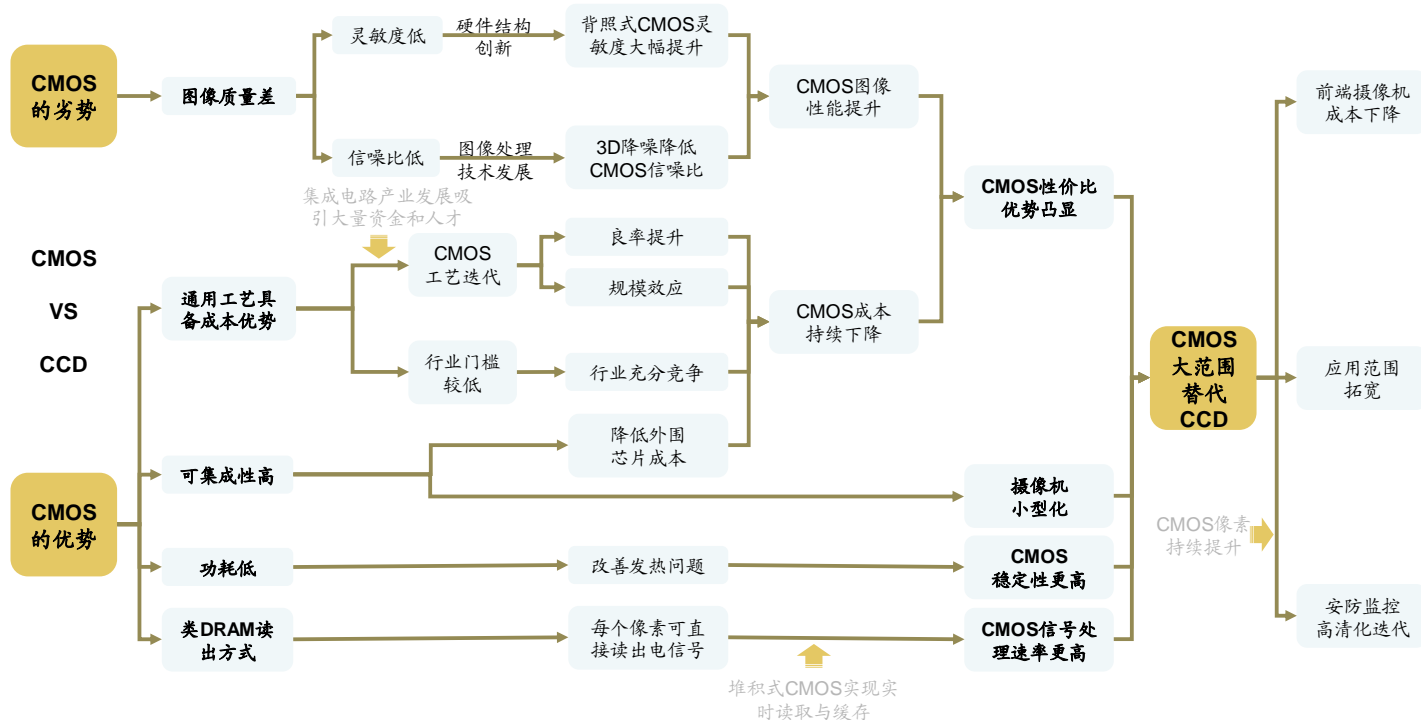 CMOS
的劣势
图像质量差
灵敏度低
硬件结构
创新
背照式CMOS灵
敏度大幅提升
信噪比低
图像处理
技术发展
3D降噪降低
CMOS信噪比
CMOS图像
性能提升
集成电路产业发展吸
引大量资金和人才
CMOS
VS
CCD
CMOS
的优势
通用工艺具
备成本优势
CMOS
工艺迭代
良率提升
规模效应
行业门槛
较低
行业充分竞争
CMOS成本
持续下降
CMOS性价比
优势凸显
可集成性高
降低外围
芯片成本
摄像机
小型化
功耗低
改善发热问题
CMOS
稳定性更高
类DRAM读
出方式
每个像素可直
接读出电信号
堆积式CMOS实现实
时读取与缓存
CMOS信号处
理速率更高
CMOS
大范围
替代
CCD
前端摄像机
成本下降
应用范围
拓宽
CMOS像素
持续提升
安防监控
高清化迭代